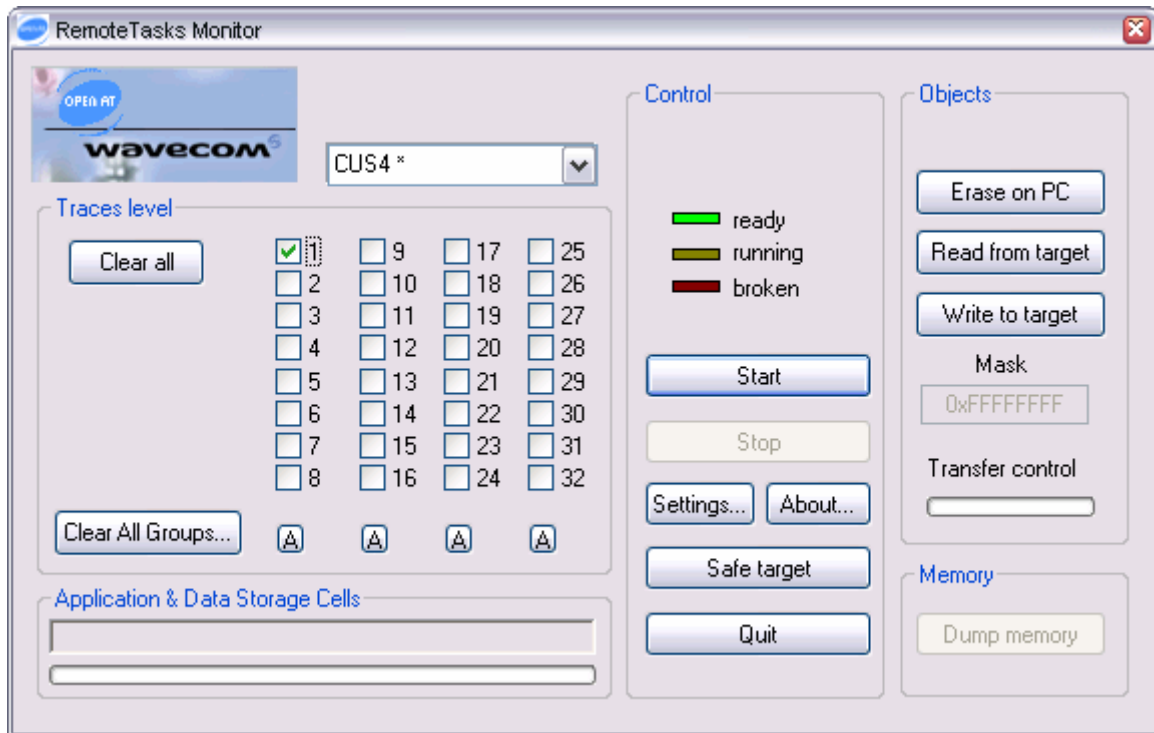 RemoteTasks Monitor
OPEN AT
wavecom
CUS4 *
Traces level
Clear all
1 9 17 25
2 10 18 26
3 11 19 27
4 12 20 28
5 13 21 29
6 14 22 30
7 15 23 31
8 16 24 32
Clear All Groups...
A A A A
Application & Data Storage Cells
Control
ready
running
broken
Start
Stop
Settings... About...
Safe target
Quit
Objects
Erase on PC
Read from target
Write to target
Mask
0xFFFFFFFF
Transfer control
Memory
Dump memory